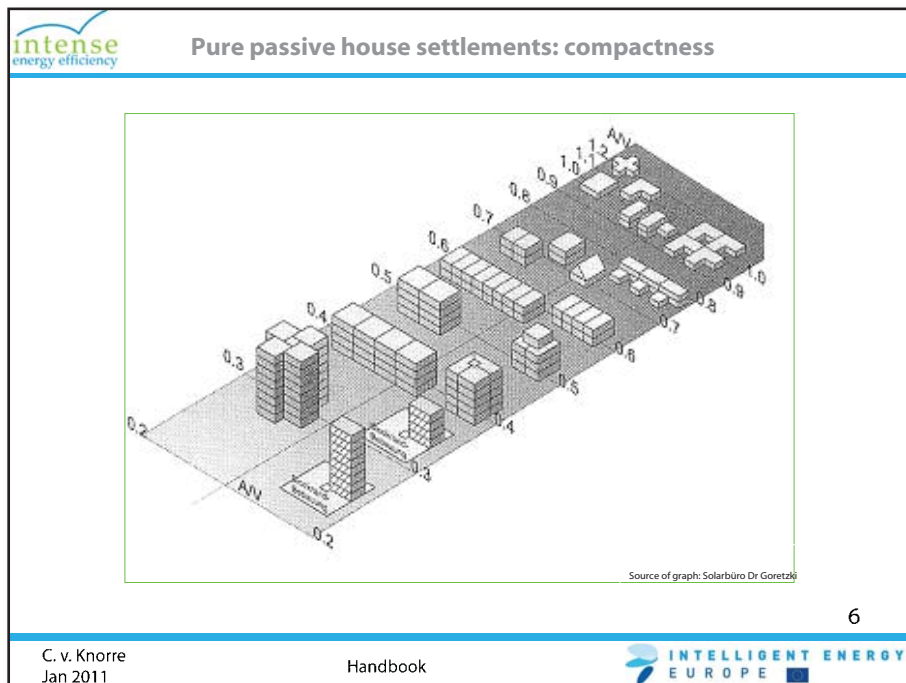 intense
energy efficiency
Pure passive house settlements: compactness
A/V
1.2
1.1
1.0
0.9
0.8
0.7
0.6
0.5
0.4
0.3
0.2
1.0
0.9
0.8
0.7
0.6
0.5
0.4
0.3
0.2
A/V
Source of graph: Solarbüro Dr Goretzki
6
C. v. Knorre
Jan 2011
Handbook
INTELLIGENT ENERGY
EUROPE